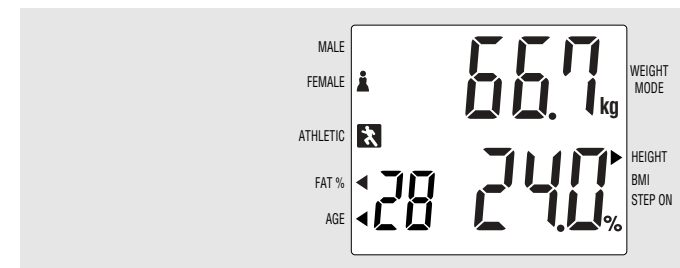 MALE
FEMALE
ATHLETIC
FAT %
AGE
66.7 kg
28
24.0 %
WEIGHT
MODE
HEIGHT
BMI
STEP ON